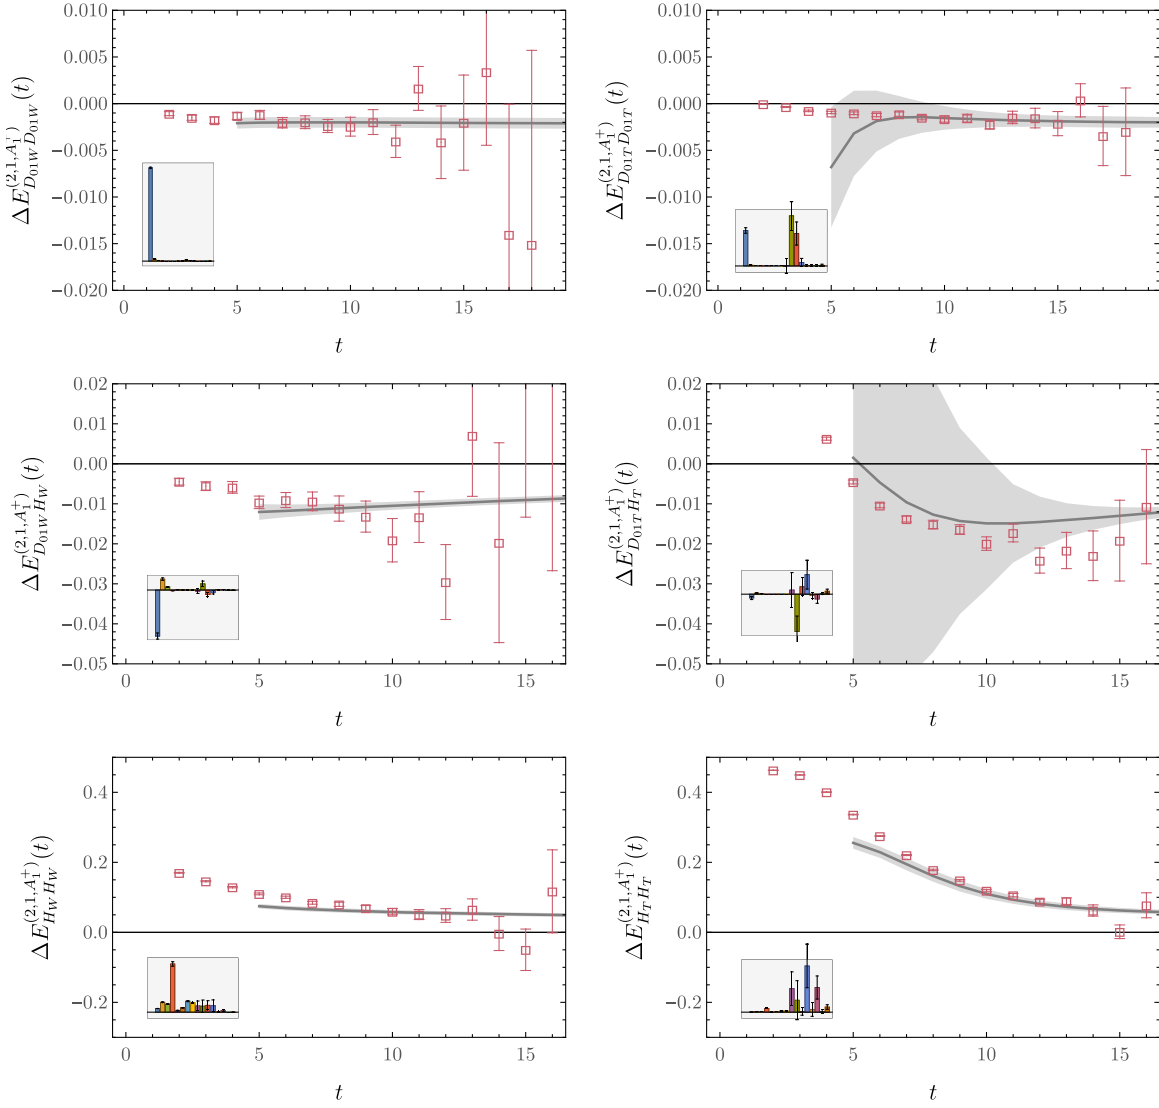 ΔE^{(2,1,A_1^+)}_{D_{01W}D_{01W}}(t)
0.010
0.005
0.000
−0.005
−0.010
−0.015
−0.020
0 5 10 15
t
ΔE^{(2,1,A_1^+)}_{D_{01T}D_{01T}}(t)
0.010
0.005
0.000
−0.005
−0.010
−0.015
−0.020
0 5 10 15
t
ΔE^{(2,1,A_1^+)}_{D_{01W}H_W}(t)
0.02
0.01
0.00
−0.01
−0.02
−0.03
−0.04
−0.05
0 5 10 15
t
ΔE^{(2,1,A_1^+)}_{D_{01T}H_T}(t)
0.02
0.01
0.00
−0.01
−0.02
−0.03
−0.04
−0.05
0 5 10 15
t
ΔE^{(2,1,A_1^+)}_{H_W H_W}(t)
0.4
0.2
0.0
−0.2
0 5 10 15
t
ΔE^{(2,1,A_1^+)}_{H_T H_T}(t)
0.4
0.2
0.0
−0.2
0 5 10 15
t